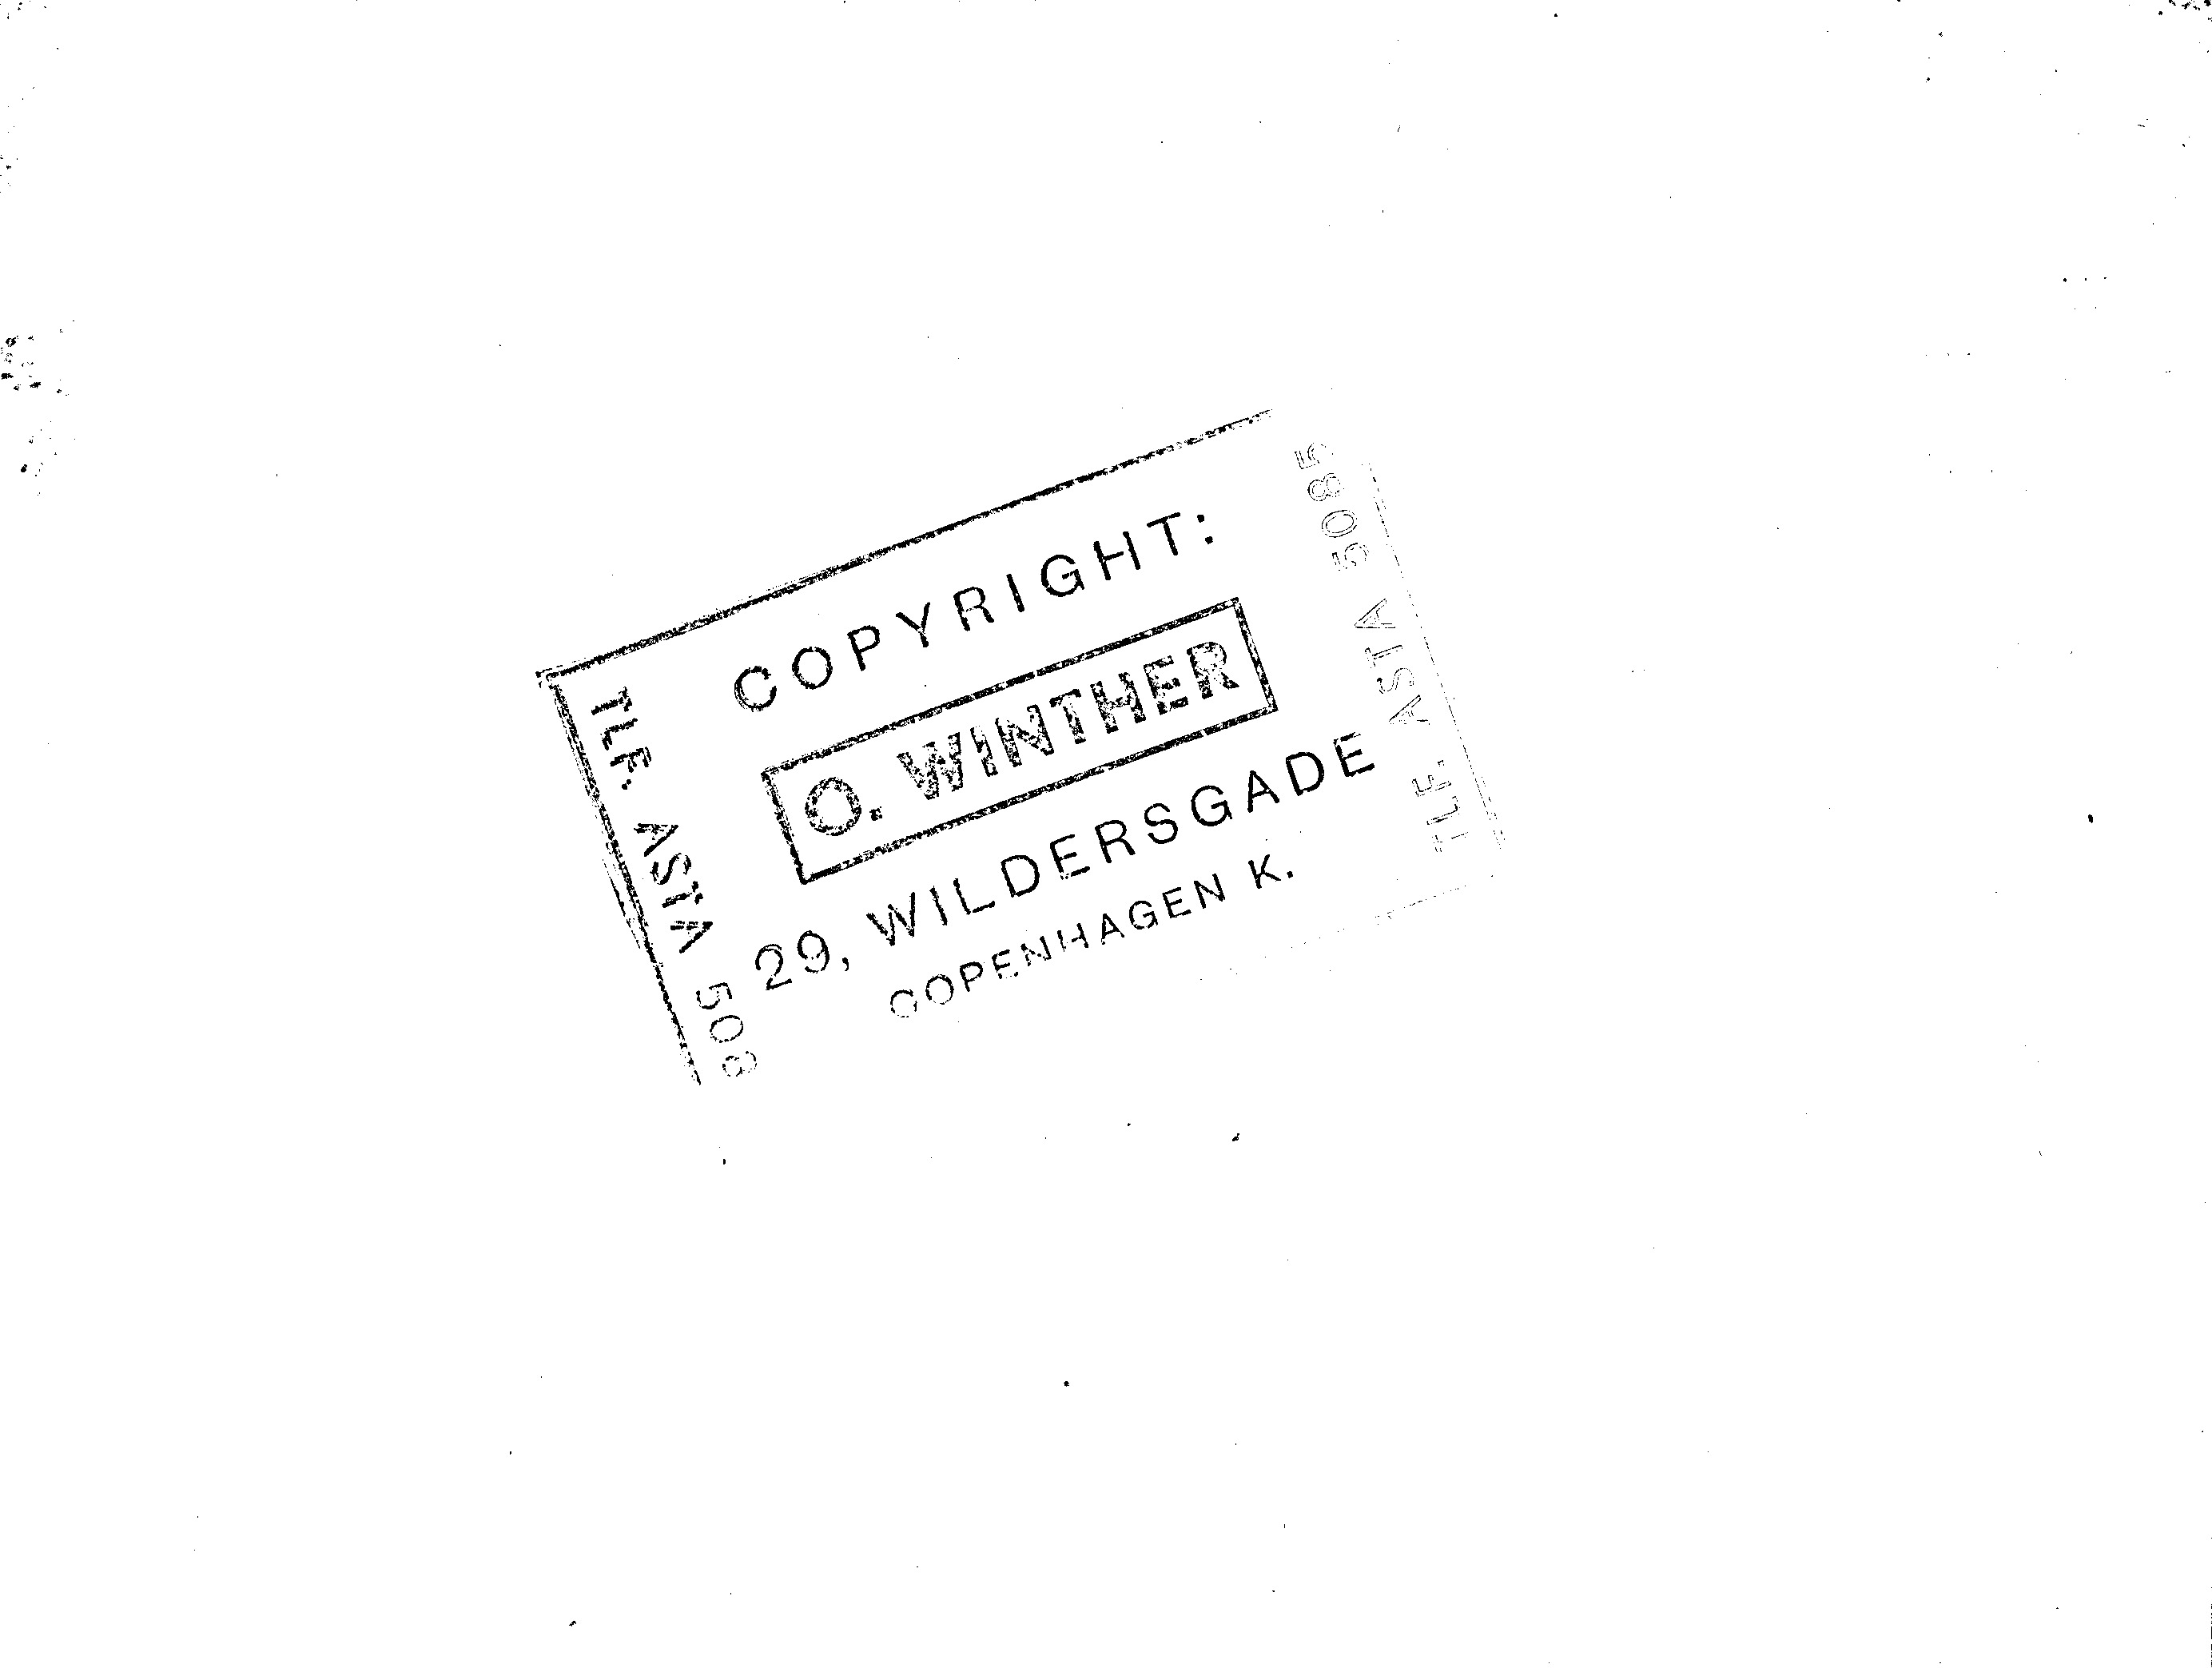 COPYRIGHT:
O. WINTHER
29, WILDERSGADE
COPENHAGEN K.
TLF. ASTA 508
TLF. ASTA 5085